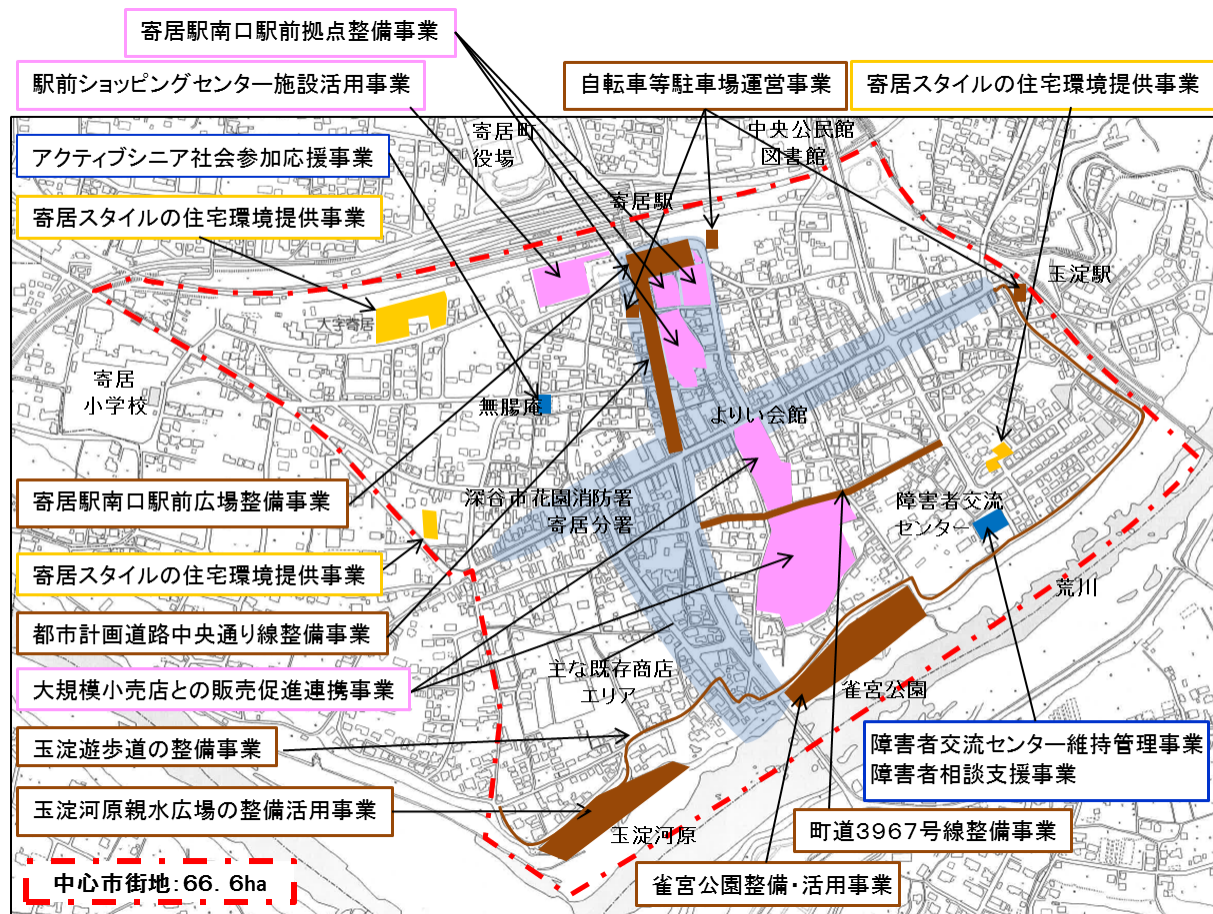 寄居駅南口駅前拠点整備事業
駅前ショッピングセンター施設活用事業
自転車等駐車場運営事業
寄居スタイルの住宅環境提供事業
寄居町
役場
中央公民館
図書館
アクティブシニア社会参加応援事業
寄居スタイルの住宅環境提供事業
寄居駅
玉淀駅
大字寄居
寄居
小学校
無腸庵
よりい会館
寄居駅南口駅前広場整備事業
深谷市花園消防署
寄居分署
障害者交流
センター
寄居スタイルの住宅環境提供事業
荒川
都市計画道路中央通り線整備事業
主な既存商店
エリア
大規模小売店との販売促進連携事業
雀宮公園
玉淀遊歩道の整備事業
障害者交流センター維持管理事業
障害者相談支援事業
玉淀河原親水広場の整備活用事業
玉淀河原
町道3967号線整備事業
雀宮公園整備・活用事業
中心市街地:66.6ha